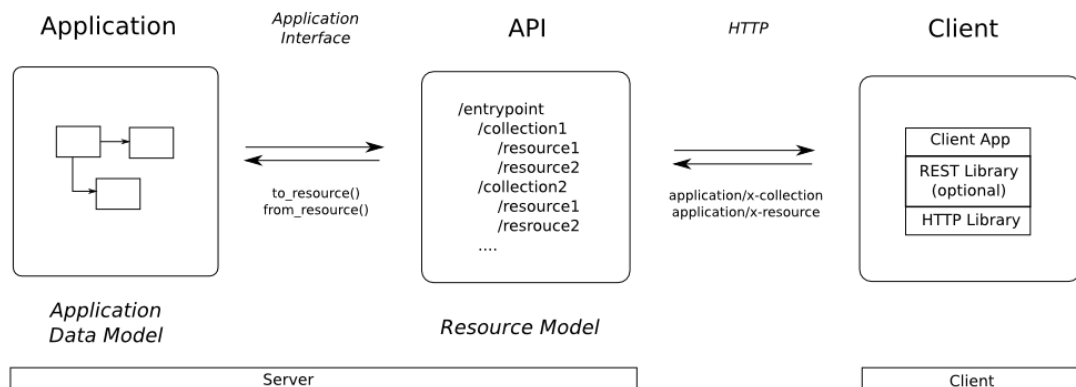 Application
Application
Interface
API
HTTP
Client
/entrypoint
/collection1
/resource1
/resource2
/collection2
/resource1
/resrouce2
....
to_resource()
from_resource()
application/x-collection
application/x-resource
Client App
REST Library
(optional)
HTTP Library
Application
Data Model
Resource Model
Server
Client